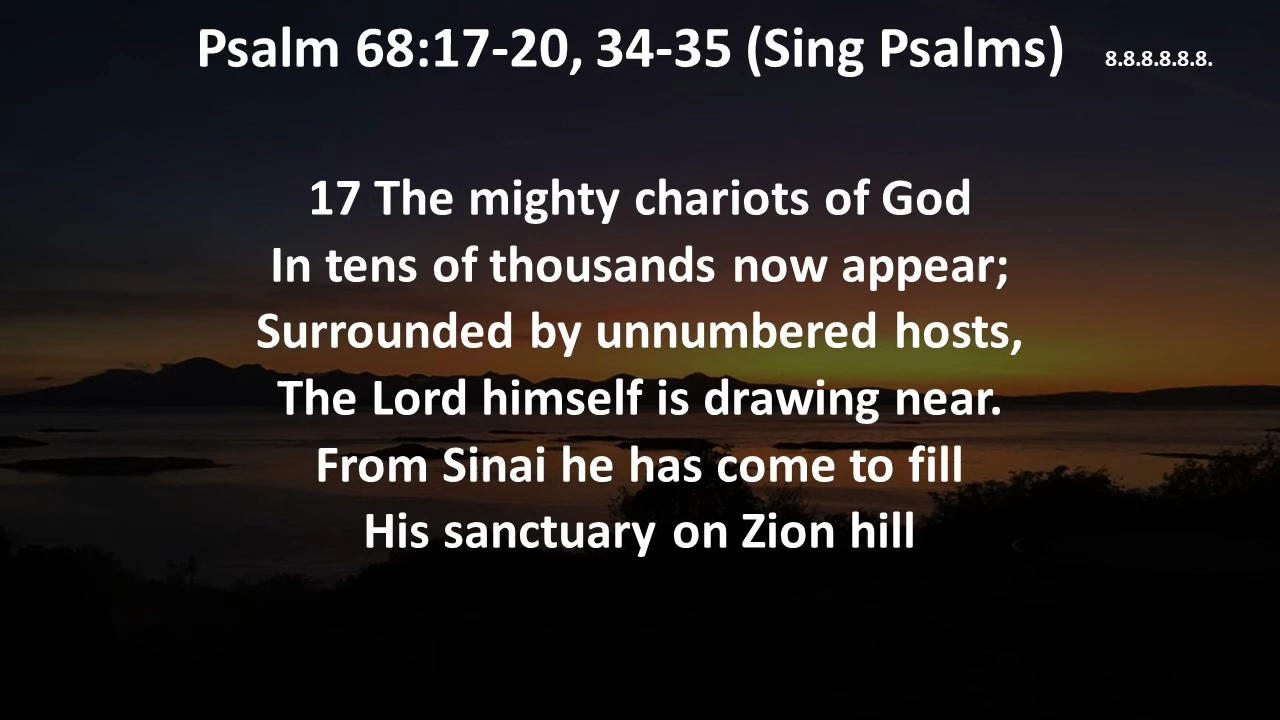 Psalm 68:17-20, 34-35 (Sing Psalms) 8.8.8.8.8.8.
17 The mighty chariots of God
In tens of thousands now appear;
Surrounded by unnumbered hosts,
The Lord himself is drawing near.
From Sinai he has come to fill
His sanctuary on Zion hill